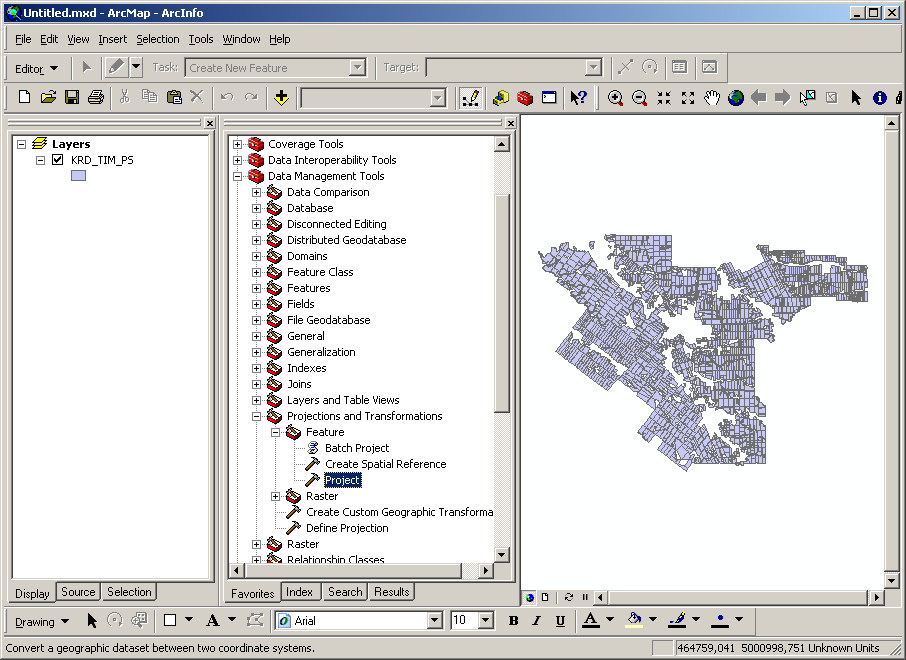 Untitled.mxd - ArcMap - ArcInfo
File Edit View Insert Selection Tools Window Help
Editor Task: Create New Feature Target:
Layers
KRD_TIM_PS
Coverage Tools
Data Interoperability Tools
Data Management Tools
Data Comparison
Database
Disconnected Editing
Distributed Geodatabase
Domains
Feature Class
Features
Fields
File Geodatabase
General
Generalization
Indexes
Joins
Layers and Table Views
Projections and Transformations
Feature
Batch Project
Create Spatial Reference
Project
Raster
Create Custom Geographic Transforma
Define Projection
Raster
Relationship Classes
Display Source Selection
Favorites Index Search Results
Drawing A Arial 10 B I U A
Convert a geographic dataset between two coordinate systems.
464759,041 5000998,751 Unknown Units